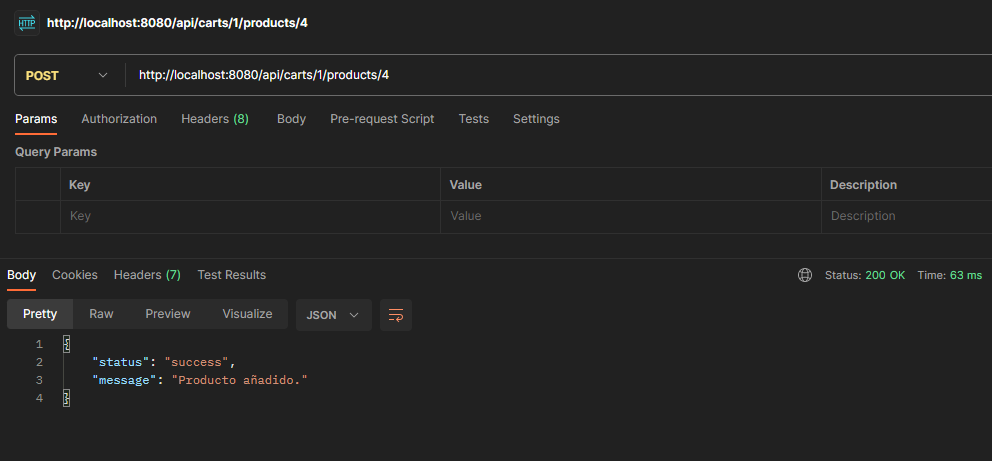 HTTP http://localhost:8080/api/carts/1/products/4
POST http://localhost:8080/api/carts/1/products/4
Params Authorization Headers (8) Body Pre-request Script Tests Settings
Query Params
Key Value Description
Key Value Description
Body Cookies Headers (7) Test Results Status: 200 OK Time: 63 ms
Pretty Raw Preview Visualize JSON
1 {
2 "status": "success",
3 "message": "Producto añadido."
4 }